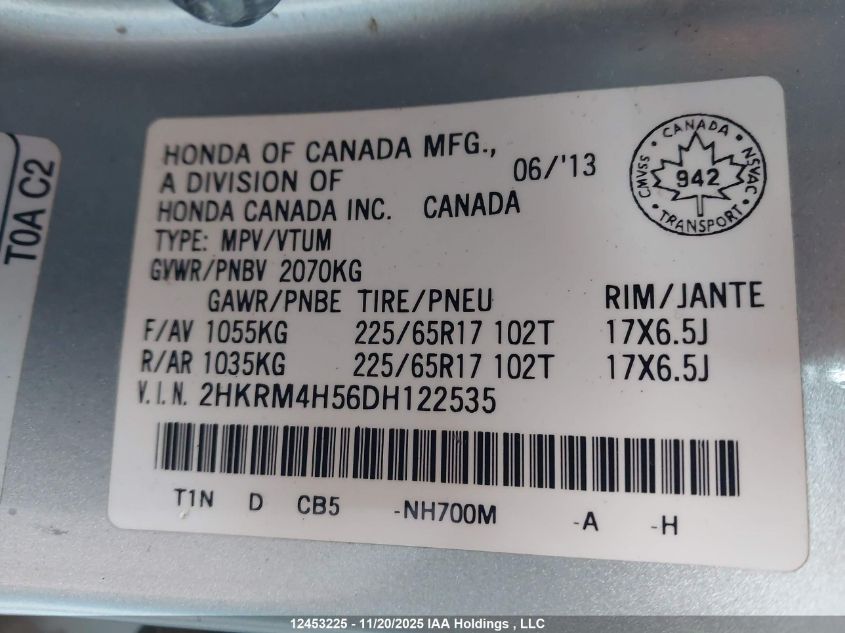 HONDA OF CANADA MFG.,
A DIVISION OF
HONDA CANADA INC. CANADA
06/'13
CANADA
CMVSS
942
NSVAC
TRANSPORT
TYPE: MPV/VTUM
GVWR/PNBV 2070KG
GAWR/PNBE TIRE/PNEU RIM/JANTE
F/AV 1055KG 225/65R17 102T 17X6.5J
R/AR 1035KG 225/65R17 102T 17X6.5J
V.I.N. 2HKRM4H56DH122535
T1N D CB5 -NH700M -A -H
T0A C2
12453225 - 11/20/2025 IAA Holdings , LLC